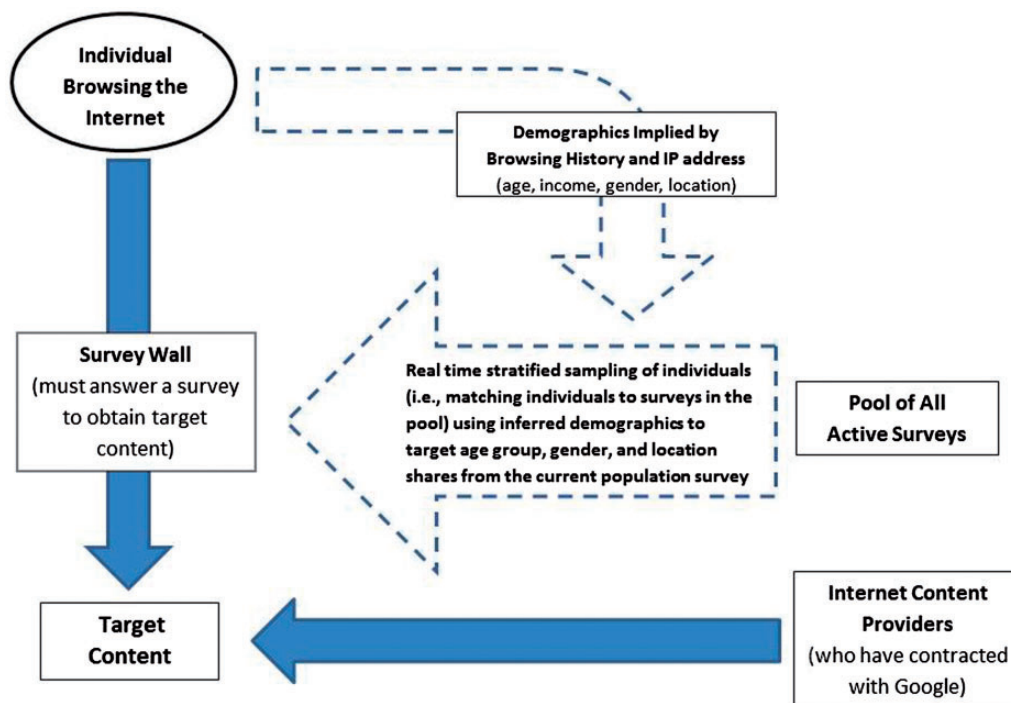 Individual
Browsing the
Internet
Demographics Implied by
Browsing History and IP address
(age, income, gender, location)
Survey Wall
(must answer a survey
to obtain target
content)
Real time stratified sampling of individuals
(i.e., matching individuals to surveys in the
pool) using inferred demographics to
target age group, gender, and location
shares from the current population survey
Pool of All
Active Surveys
Target
Content
Internet Content
Providers
(who have contracted
with Google)